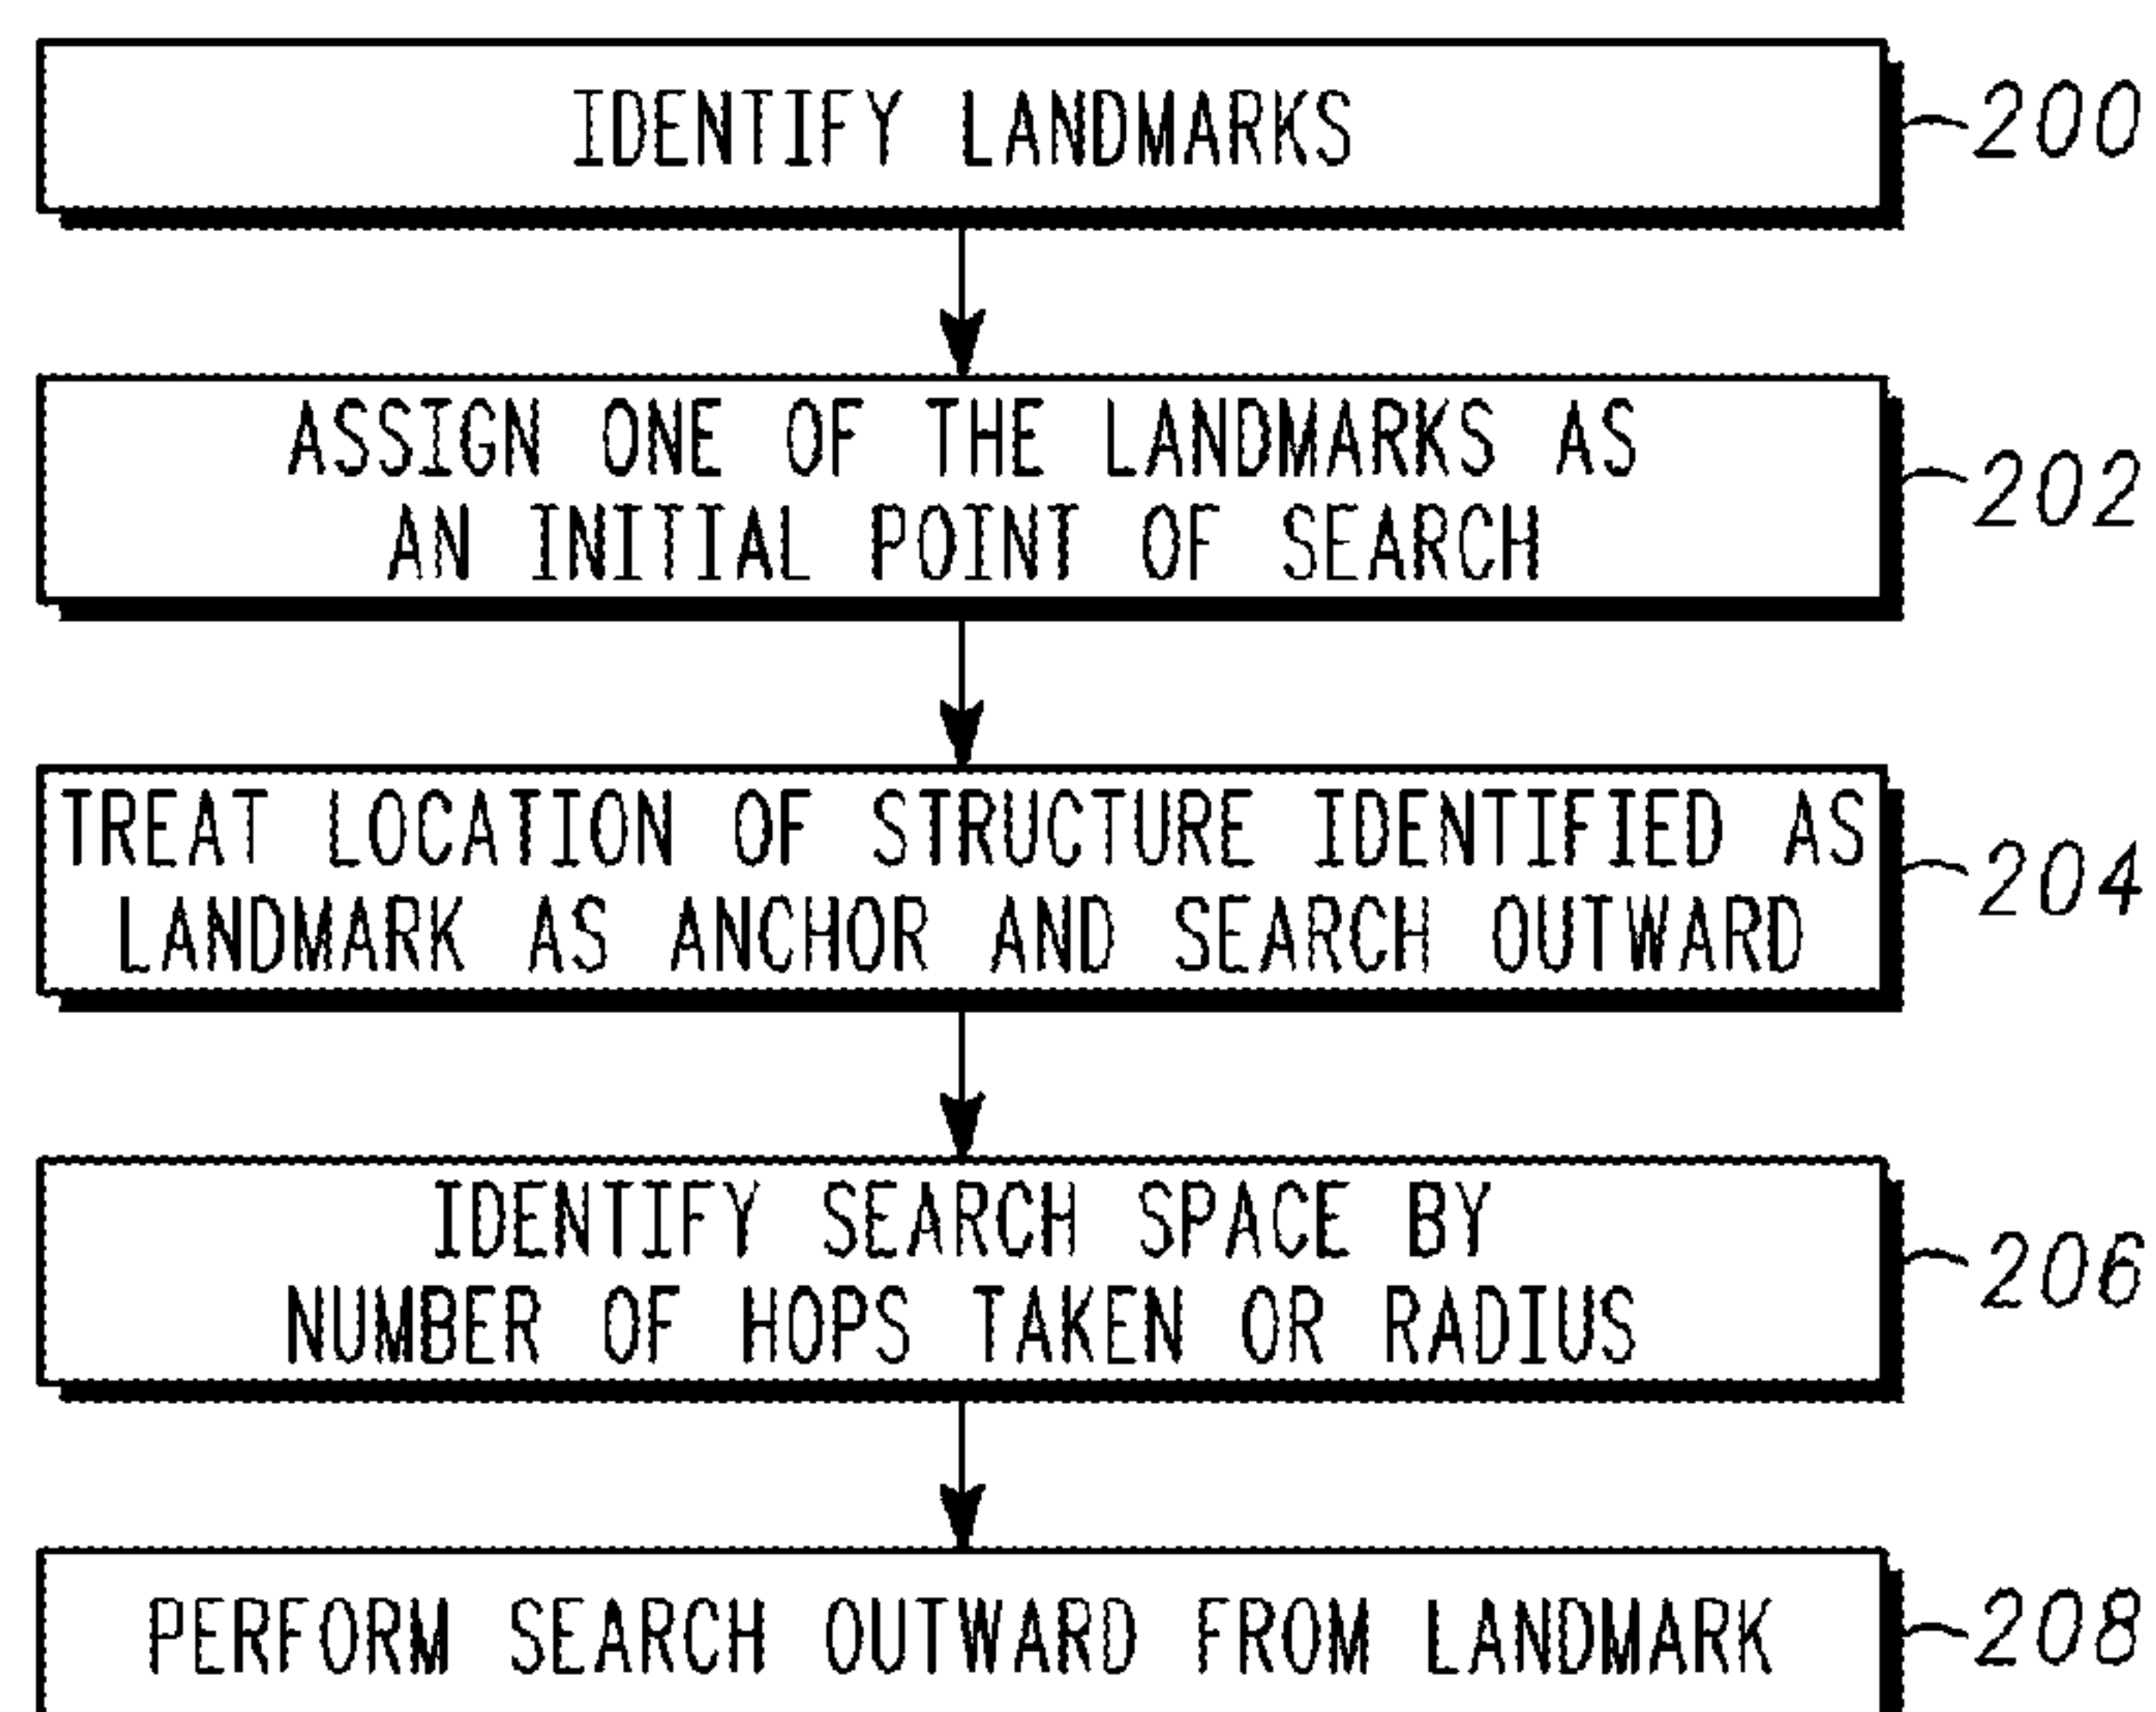 IDENTIFY LANDMARKS
200
ASSIGN ONE OF THE LANDMARKS AS
AN INITIAL POINT OF SEARCH
202
TREAT LOCATION OF STRUCTURE IDENTIFIED AS
LANDMARK AS ANCHOR AND SEARCH OUTWARD
204
IDENTIFY SEARCH SPACE BY
NUMBER OF HOPS TAKEN OR RADIUS
206
PERFORM SEARCH OUTWARD FROM LANDMARK
208